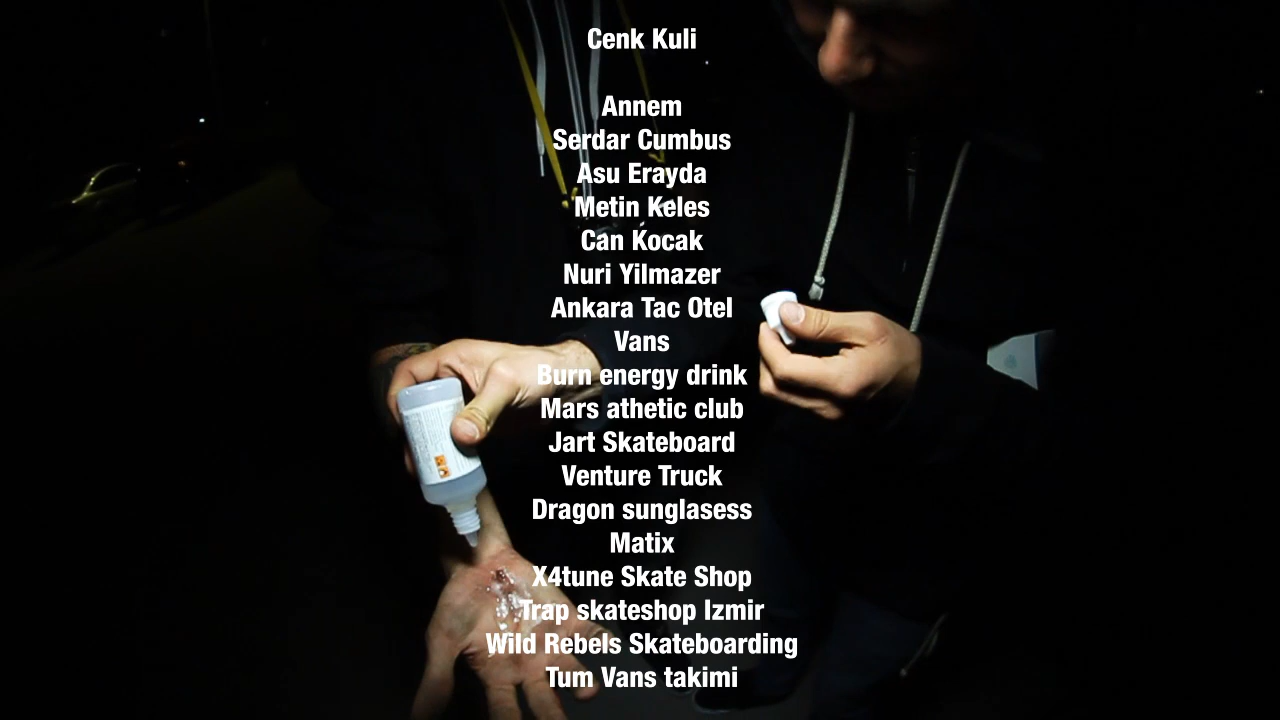 Cenk Kuli
Annem
Serdar Cumbus
Asu Erayda
Metin Keles
Can Kocak
Nuri Yilmazer
Ankara Tac Otel
Vans
Burn energy drink
Mars athetic club
Jart Skateboard
Venture Truck
Dragon sunglasess
Matix
X4tune Skate Shop
Trap skateshop Izmir
Wild Rebels Skateboarding
Tum Vans takimi